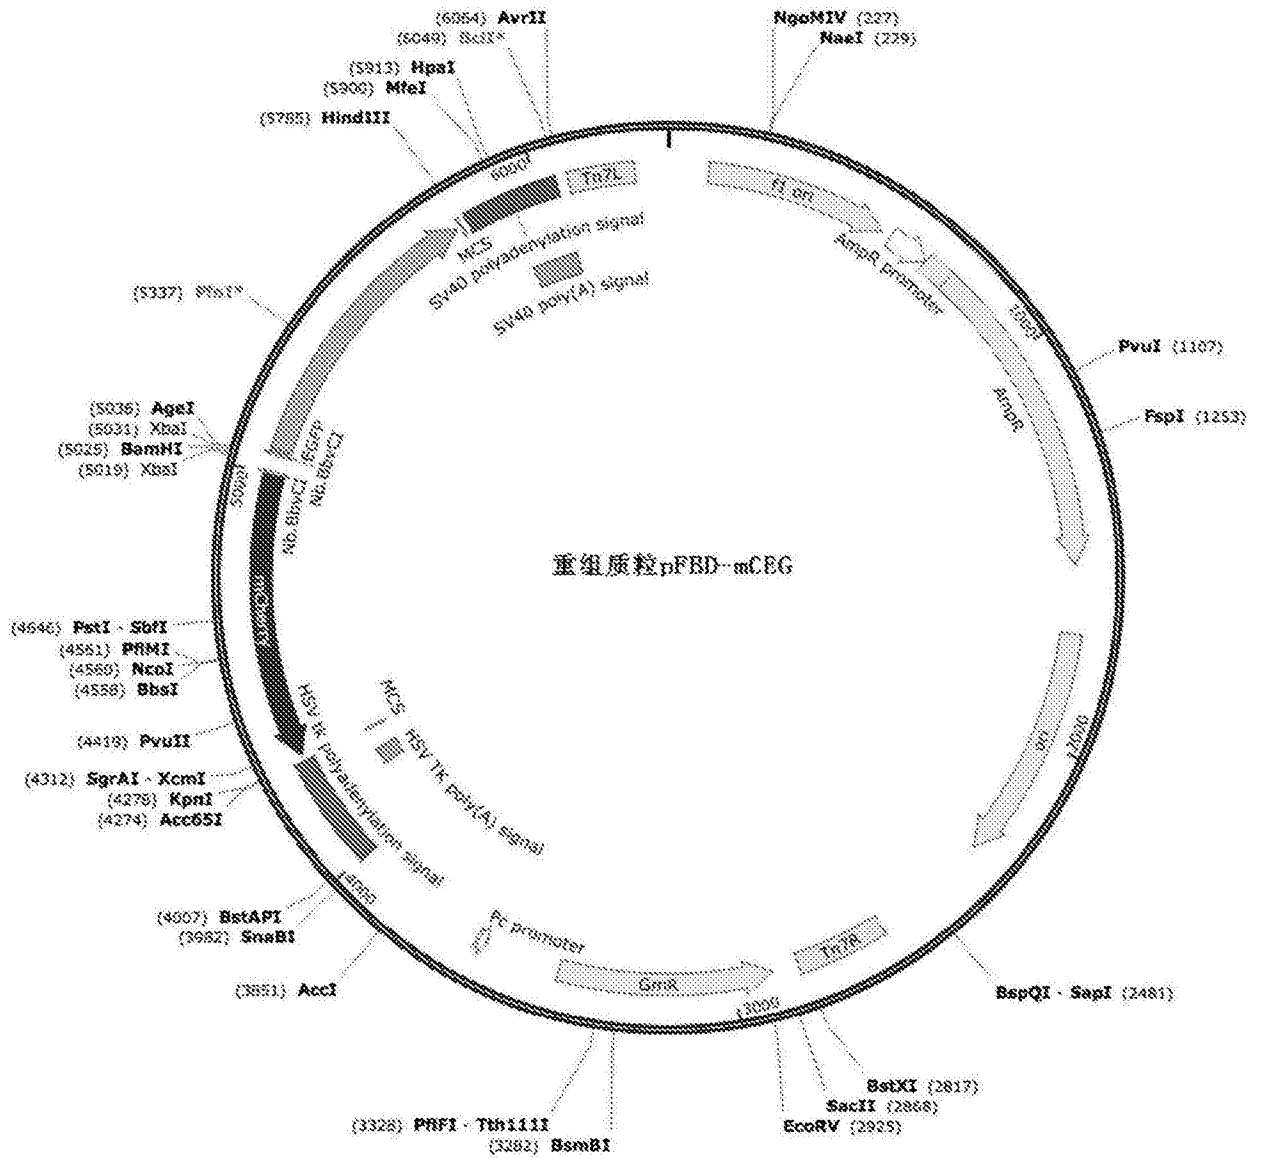 (6064) AvrII
(6049)
(5913) HpaI
(5900) MfeI
(5785) HindIII
NgoMIV (227)
NaeI (229)
6000
Tn7L
f1 ori
MCS
SV40 polyadenylation signal
SV40 poly(A) signal
AmpR promoter
1000
(5337)
PvuI (1107)
AmpR
FspI (1253)
(5036) AgeI
(5031) XbaI
(5025) BamHI
(5019) XbaI
5000
EGFP
Nb.BbvCI
Nb.BbvCI
重组质粒pFBD-mCEG
(4646) PstI - SbfI
(4561) PflMI
(4560) NcoI
(4558) BbsI
(4419) PvuII
(4312) SgrAI - XcmI
(4278) KpnI
(4274) Acc65I
HSV tk polyadenylation signal
MCS
HSV TK poly(A) signal
ori
2000
4000
(4007) BstAPI
(3982) SnaBI
(3851) AccI
Pc promoter
GmR
Tn7R
3000
BspQI - SapI (2481)
BstXI (2817)
SacII (2868)
EcoRV (2925)
(3328) PflFI - Tth111I
(3282) BsmBI